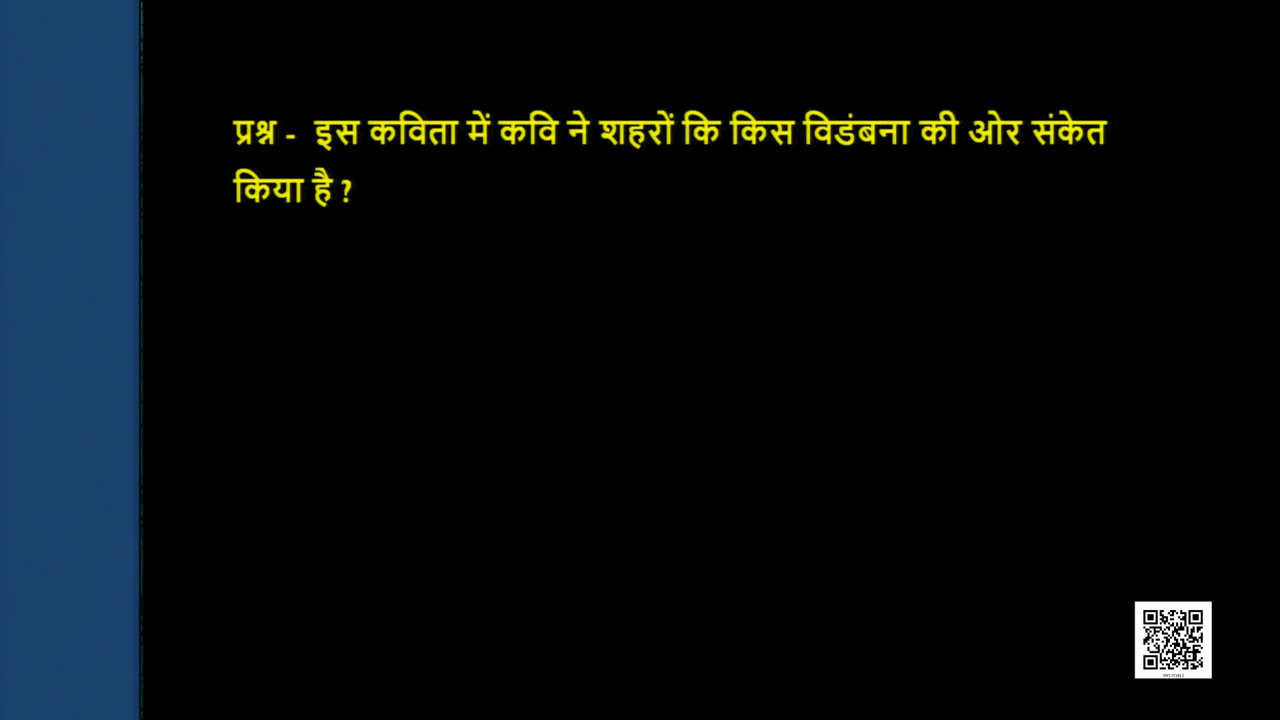 प्रश्न -  इस कविता में कवि ने शहरों कि किस विडंबना की ओर संकेत
किया है ?